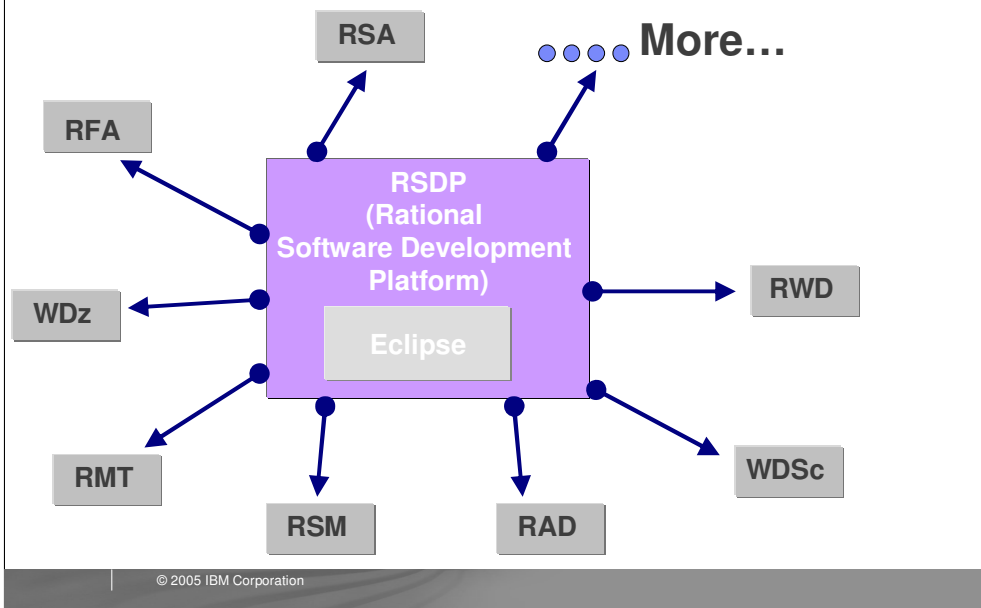 RSA
More…
RFA
RSDP
(Rational
Software Development
Platform)
RWD
WDz
Eclipse
RMT
WDSc
RSM
RAD
© 2005 IBM Corporation